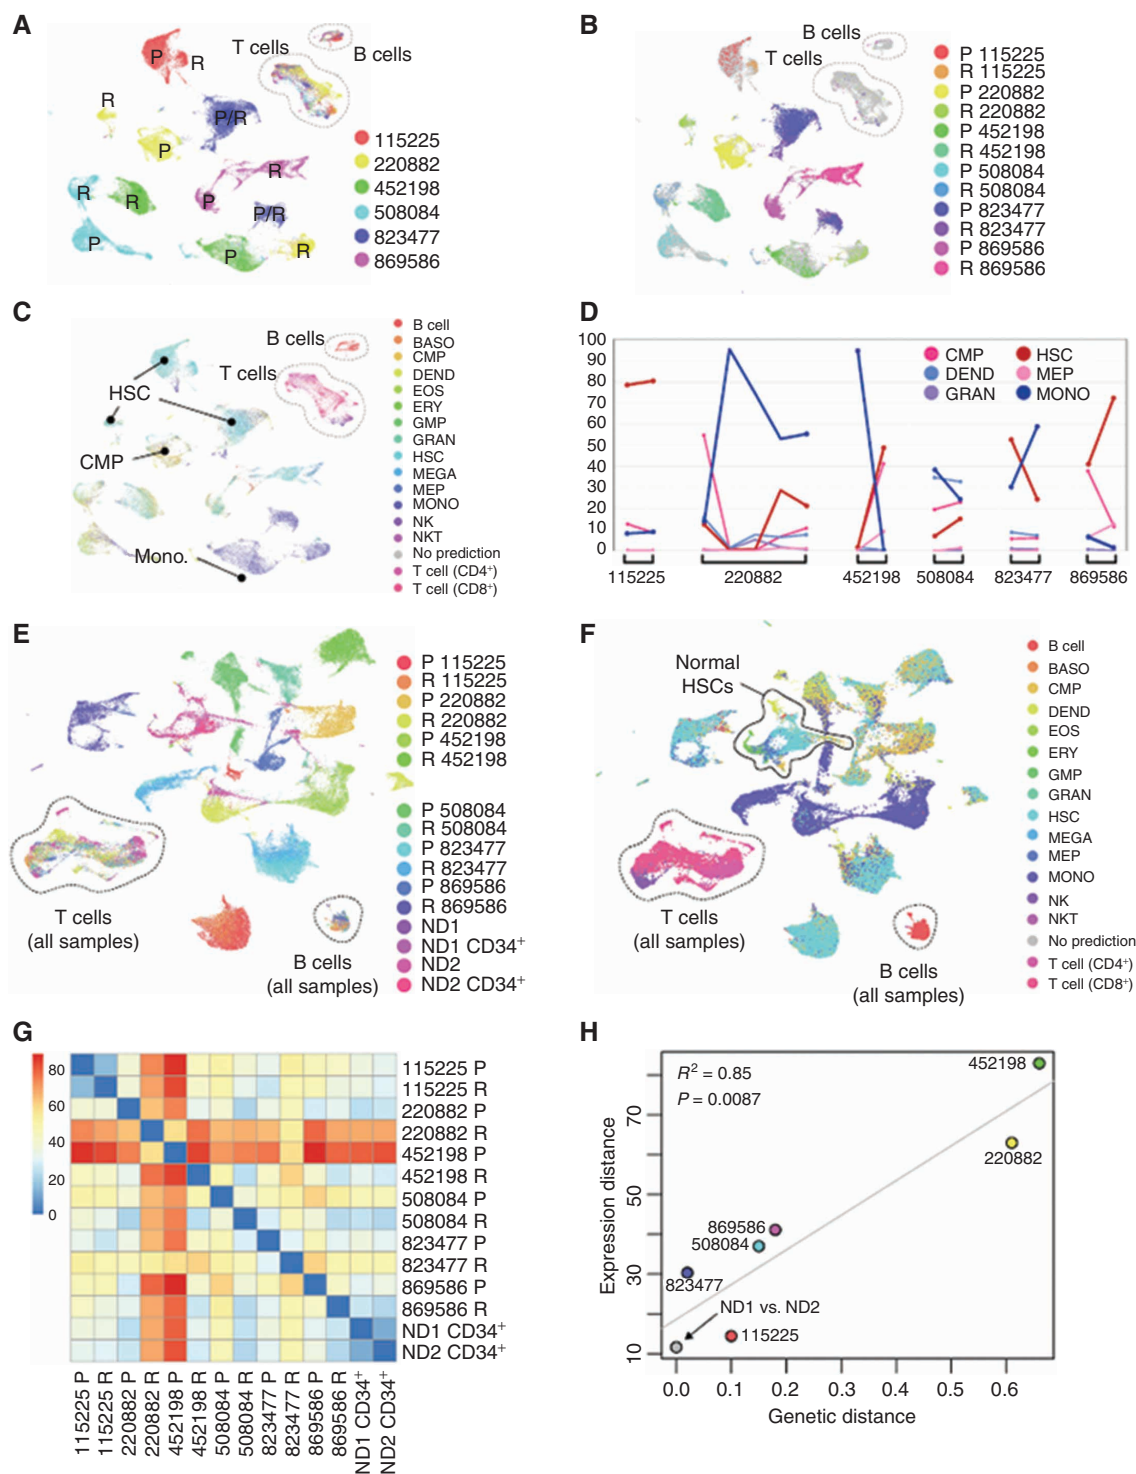 A
T cells
B cells
P
R
R
P/R
P
R
R
R
P
P/R
P
P
R
115225
220882
452198
508084
823477
869586
B
B cells
T cells
P 115225
R 115225
P 220882
R 220882
P 452198
R 452198
P 508084
R 508084
P 823477
R 823477
P 869586
R 869586
C
B cells
T cells
HSC
CMP
Mono.
B cell
BASO
CMP
DEND
EOS
ERY
GMP
GRAN
HSC
MEGA
MEP
MONO
NK
NKT
No prediction
T cell (CD4+)
T cell (CD8+)
D
100
90
80
70
60
50
40
30
20
10
0
CMP HSC
DEND MEP
GRAN MONO
115225 220882 452198 508084 823477 869586
E
P 115225
R 115225
P 220882
R 220882
P 452198
R 452198
P 508084
R 508084
P 823477
R 823477
P 869586
R 869586
ND1
ND1 CD34+
ND2
ND2 CD34+
T cells
(all samples)
B cells
(all samples)
F
Normal
HSCs
T cells
(all samples)
B cells
(all samples)
B cell
BASO
CMP
DEND
EOS
ERY
GMP
GRAN
HSC
MEGA
MEP
MONO
NK
NKT
No prediction
T cell (CD4+)
T cell (CD8+)
G
80
60
40
20
0
115225 P
115225 R
220882 P
220882 R
452198 P
452198 R
508084 P
508084 R
823477 P
823477 R
869586 P
869586 R
ND1 CD34+
ND2 CD34+
115225 P
115225 R
220882 P
220882 R
452198 P
452198 R
508084 P
508084 R
823477 P
823477 R
869586 P
869586 R
ND1 CD34+
ND2 CD34+
H
R2 = 0.85
P = 0.0087
452198
220882
869586
508084
823477
ND1 vs. ND2
115225
Expression distance
70
50
30
10
0.0 0.1 0.2 0.3 0.4 0.5 0.6
Genetic distance